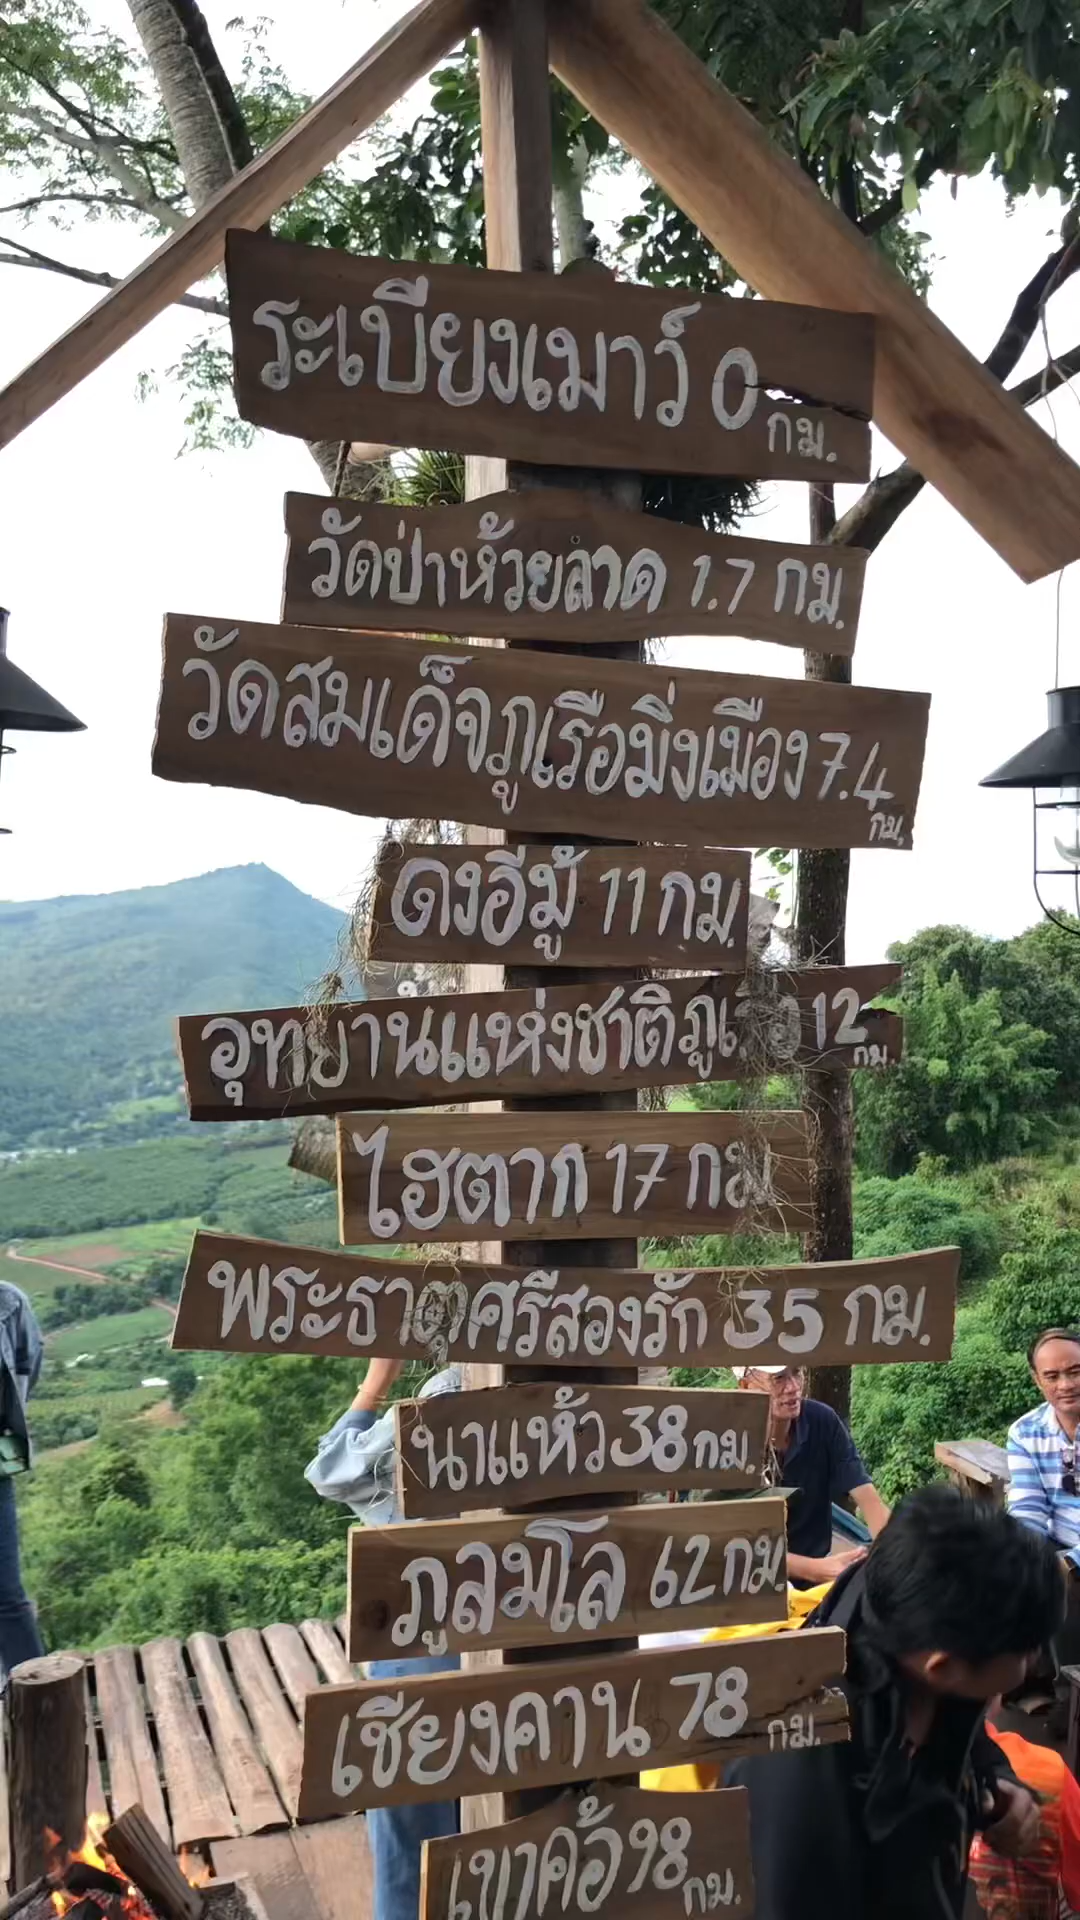 ระเบียงเมาว์ 0 กม.
วัดป่าห้วยลาด 1.7 กม.
วัดสมเด็จภูเรือมิ่งเมือง 7.4 กม.
ดงอีมู้ 11 กม.
อุทยานแห่งชาติภูเรือ 12 กม.
ไฮตาก 17 กม
พระธาตุศรีสองรัก 35 กม.
นาแห้ว 38 กม.
ภูลมโล 62 กม.
เชียงคาน 78 กม.
เขาค้อ 98 กม.